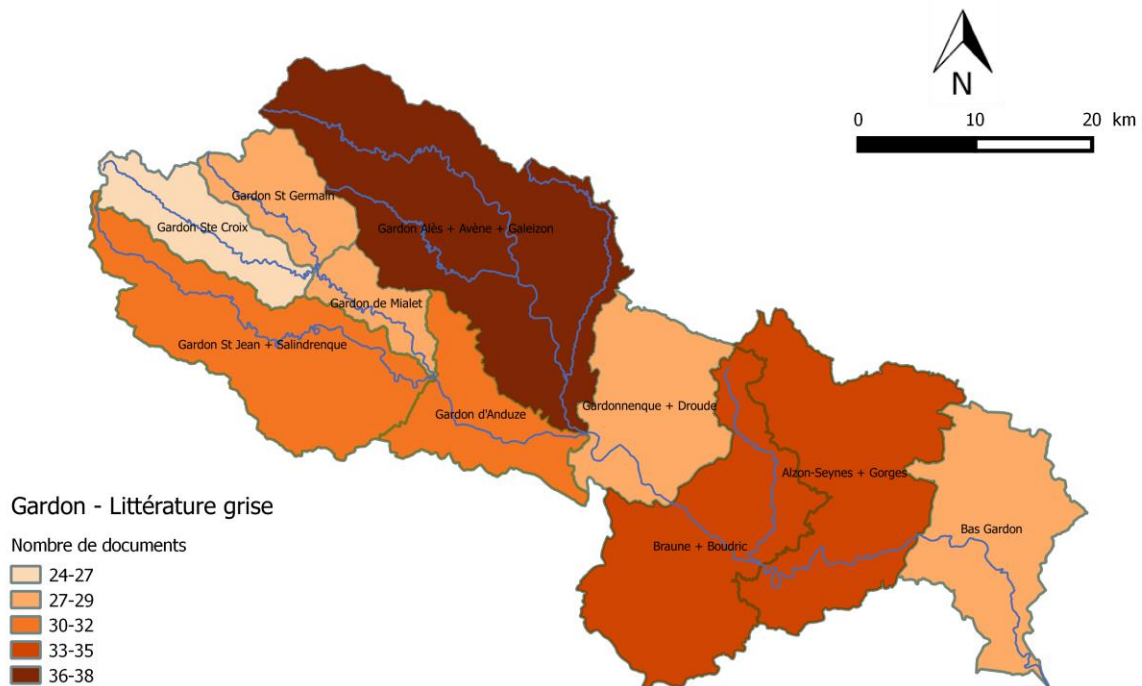 N
0 10 20 km
Gardon St Germain
Gardon Ste Croix
Gardon Alès + Avène + Galeizon
Gardon de Mialet
Gardon St Jean + Salindrenque
Gardon d'Anduze
Gardonnenque + Droude
Alzon-Seynes + Gorges
Bas Gardon
Braune + Boudric
Gardon - Littérature grise
Nombre de documents
24-27
27-29
30-32
33-35
36-38